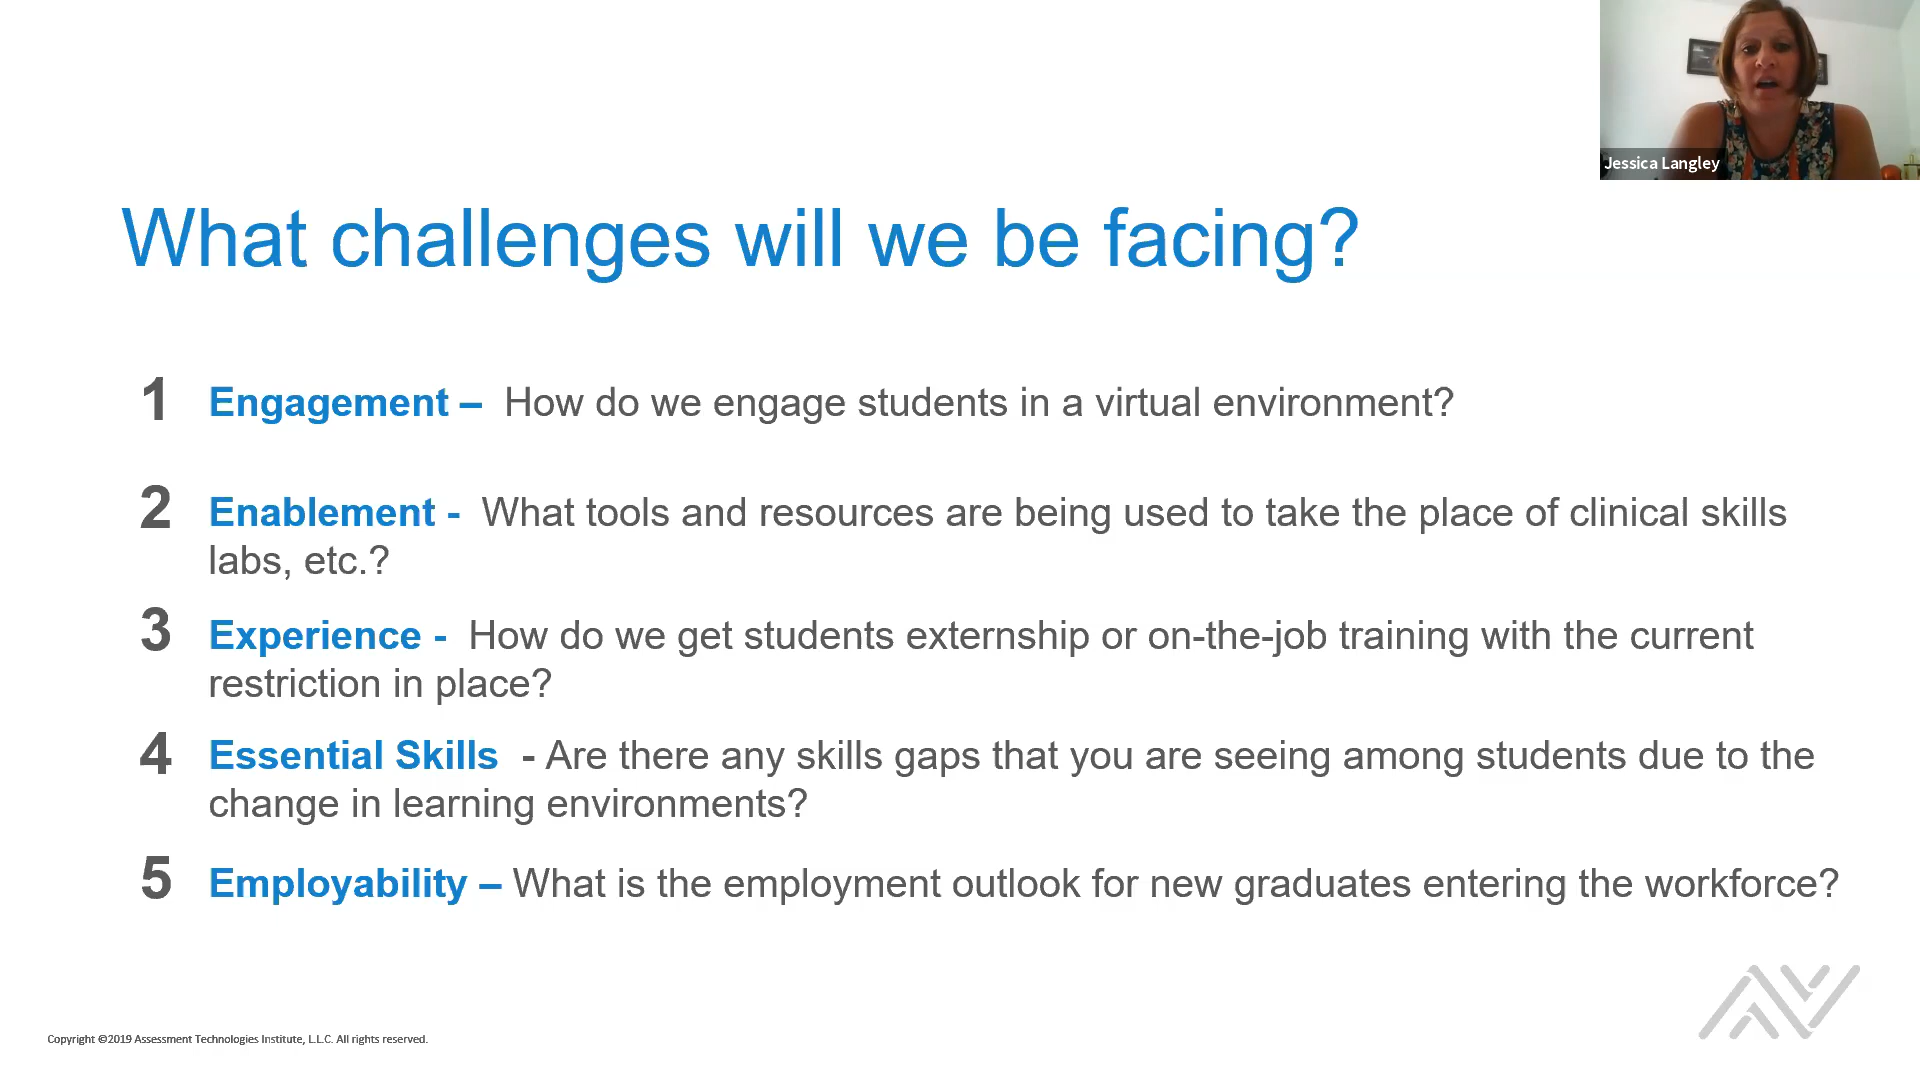 Jessica Langley
What challenges will we be facing?
1 Engagement – How do we engage students in a virtual environment?
2 Enablement - What tools and resources are being used to take the place of clinical skills
labs, etc.?
3 Experience - How do we get students externship or on-the-job training with the current
restriction in place?
4 Essential Skills - Are there any skills gaps that you are seeing among students due to the
change in learning environments?
5 Employability – What is the employment outlook for new graduates entering the workforce?
Copyright ©2019 Assessment Technologies Institute, L.L.C. All rights reserved.